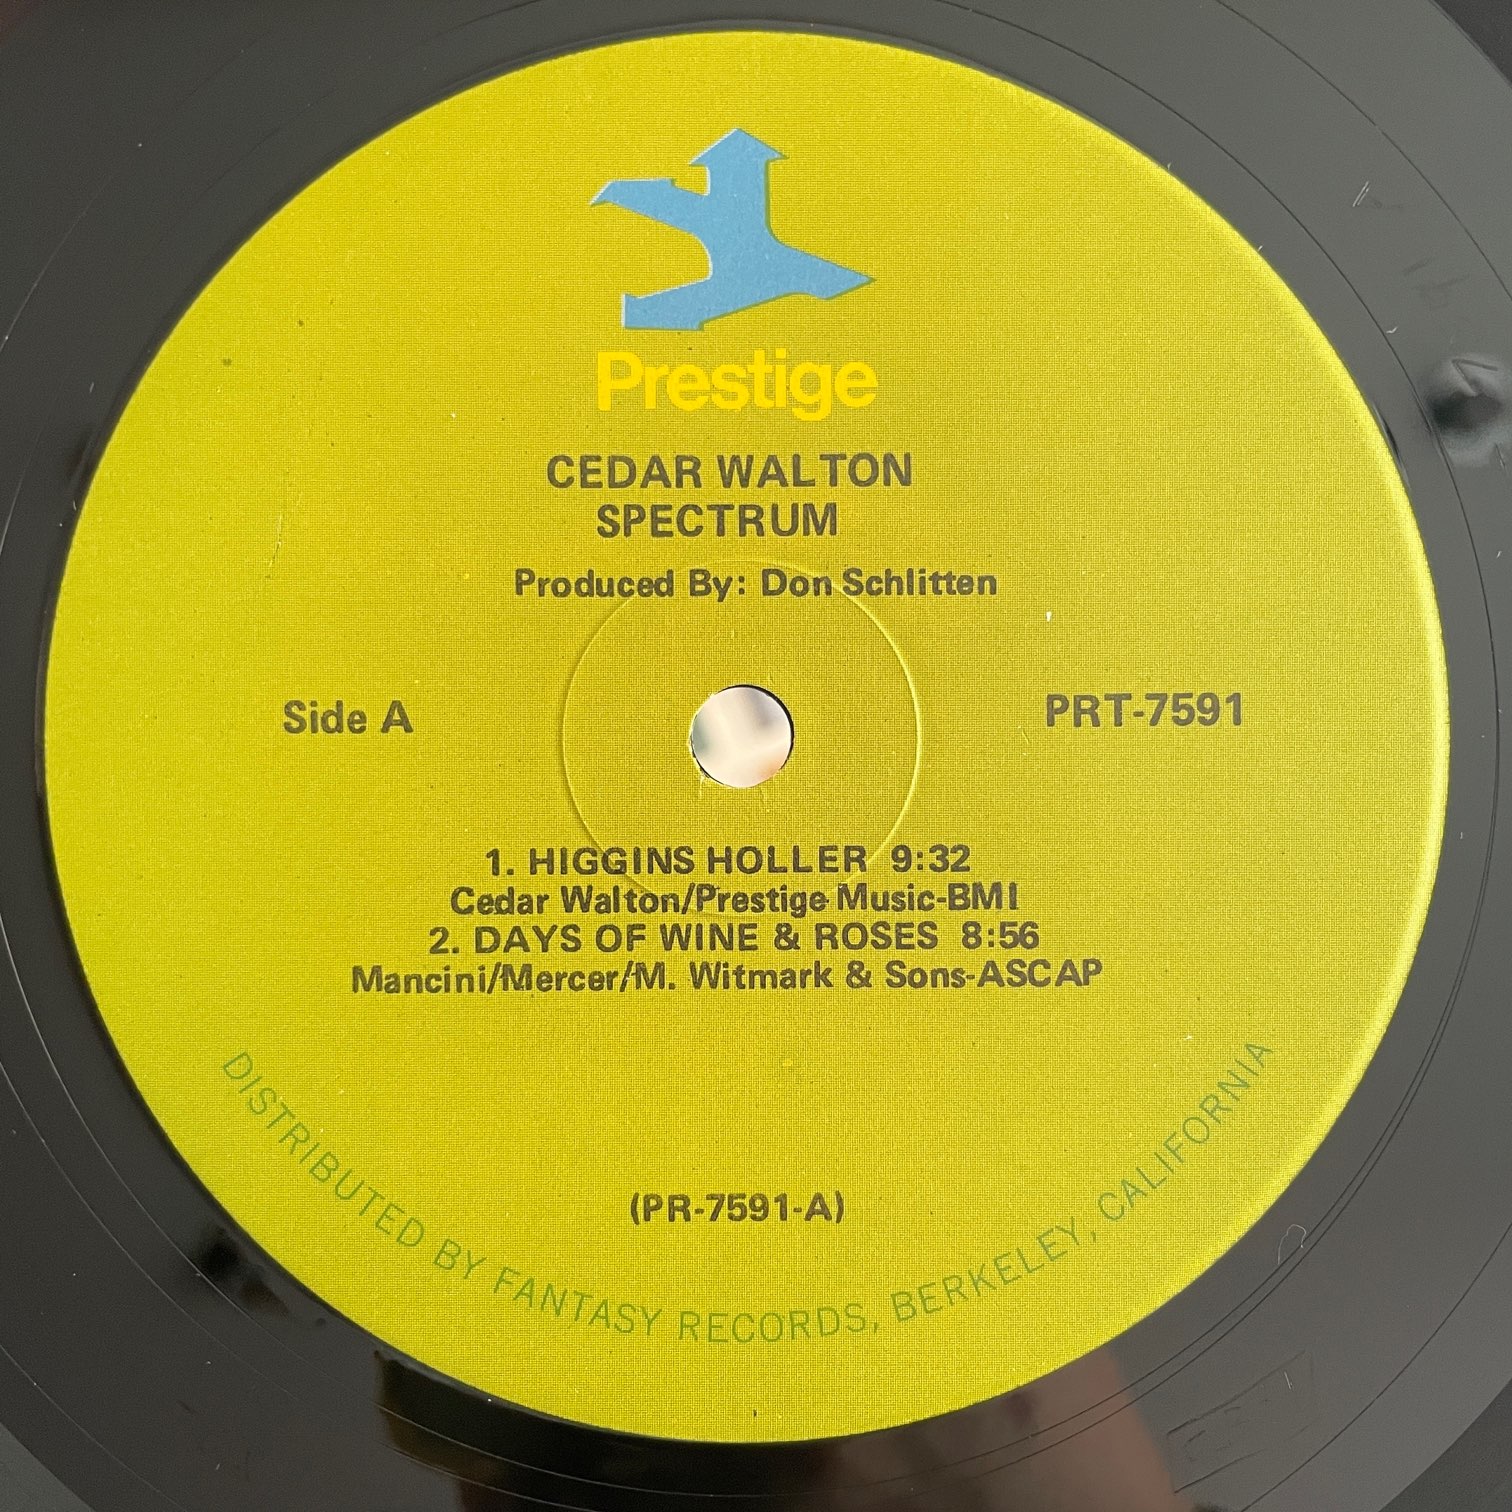 Prestige
CEDAR WALTON
SPECTRUM
Produced By: Don Schlitten
Side A
PRT-7591
1. HIGGINS HOLLER 9:32
Cedar Walton/Prestige Music-BMI
2. DAYS OF WINE & ROSES 8:56
Mancini/Mercer/M. Witmark & Sons-ASCAP
(PR-7591-A)
DISTRIBUTED BY FANTASY RECORDS, BERKELEY, CALIFORNIA